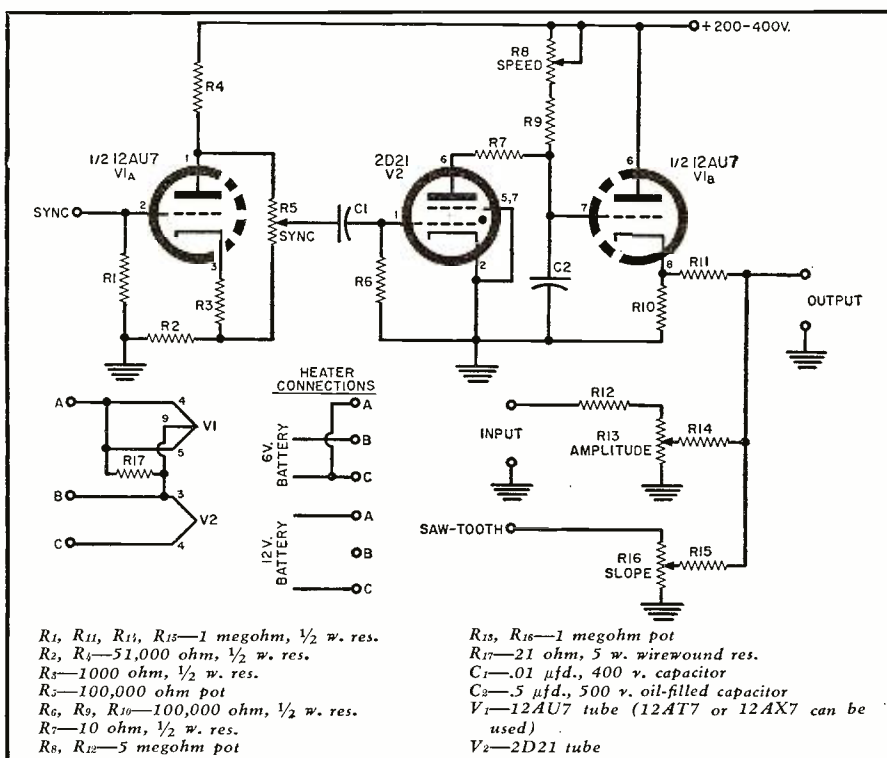 +200-400V.
R8
SPEED
R4
R9
1/2 12AU7
V1A
2D21
V2
R7
1/2 12AU7
V1B
1
6
5,7
6
SYNC
2
R5
SYNC
C1
1
7
3
2
8
R11
R1
R3
R6
C2
R10
OUTPUT
R2
HEATER
CONNECTIONS
A
4
9
V1
5
R17
B
3
V2
C
4
6V.
BATTERY
A
B
C
12V.
BATTERY
A
B
C
INPUT
R12
R13
AMPLITUDE
R14
SAW-TOOTH
R16
SLOPE
R15
R1, R11, R14, R15—1 megohm, ½ w. res.
R2, R4—51,000 ohm, ½ w. res.
R3—1000 ohm, ½ w. res.
R5—100,000 ohm pot
R6, R9, R10—100,000 ohm, ½ w. res.
R7—10 ohm, ½ w. res.
R8, R12—5 megohm pot
R13, R16—1 megohm pot
R17—21 ohm, 5 w. wirewound res.
C1—.01 µfd., 400 v. capacitor
C2—.5 µfd., 500 v. oil-filled capacitor
V1—12AU7 tube (12AT7 or 12AX7 can be
used)
V2—2D21 tube